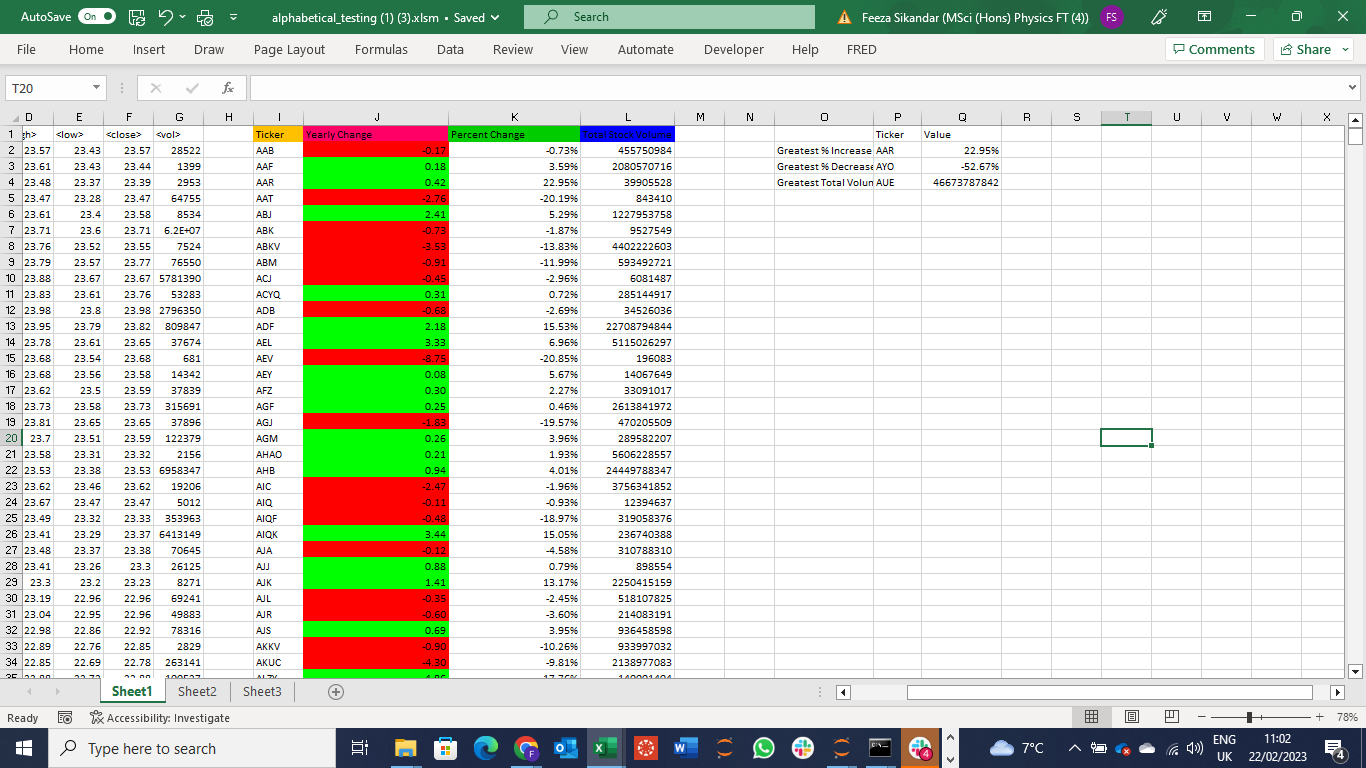 AutoSave On alphabetical_testing (1) (3).xlsm • Saved Search Feeza Sikandar (MSci (Hons) Physics FT (4)) FS
File Home Insert Draw Page Layout Formulas Data Review View Automate Developer Help FRED Comments Share
T20 fx
D E F G H I J K L M N O P Q R S T U V W X
1 gh> <low> <close> <vol> Ticker Yearly Change Percent Change Total Stock Volume Ticker Value
2 23.57 23.43 23.57 28522 AAB -0.17 -0.73% 455750984 Greatest % Increase AAR 22.95%
3 23.61 23.43 23.44 1399 AAF 0.18 3.59% 2080570716 Greatest % Decrease AYO -52.67%
4 23.48 23.37 23.39 2953 AAR 0.42 22.95% 39905528 Greatest Total Volum AUE 46673787842
5 23.47 23.28 23.47 64755 AAT -2.76 -20.19% 843410
6 23.61 23.4 23.58 8534 ABJ 2.41 5.29% 1227953758
7 23.71 23.6 23.71 6.2E+07 ABK -0.73 -1.87% 9527549
8 23.76 23.52 23.55 7524 ABKV -3.53 -13.83% 4402222603
9 23.79 23.57 23.77 76550 ABM -0.91 -11.99% 593492721
10 23.88 23.67 23.67 5781390 ACJ -0.45 -2.96% 6081487
11 23.83 23.61 23.76 53283 ACYQ 0.31 0.72% 285144917
12 23.98 23.8 23.98 2796350 ADB -0.68 -2.69% 34526036
13 23.95 23.79 23.82 809847 ADF 2.18 15.53% 22708794844
14 23.78 23.61 23.65 37674 AEL 3.33 6.96% 5115026297
15 23.68 23.54 23.68 681 AEV -8.75 -20.85% 196083
16 23.68 23.56 23.58 14342 AEY 0.08 5.67% 14067649
17 23.62 23.5 23.59 37839 AFZ 0.30 2.27% 33091017
18 23.73 23.58 23.73 315691 AGF 0.25 0.46% 2613841972
19 23.81 23.65 23.65 37896 AGJ -1.83 -19.57% 470205509
20 23.7 23.51 23.59 122379 AGM 0.26 3.96% 289582207
21 23.58 23.31 23.32 2156 AHAO 0.21 1.93% 5606228557
22 23.53 23.38 23.53 6958347 AHB 0.94 4.01% 24449788347
23 23.62 23.46 23.62 19206 AIC -2.47 -1.96% 3756341852
24 23.67 23.47 23.47 5012 AIQ -0.11 -0.93% 12394637
25 23.49 23.32 23.33 353963 AIQF -0.48 -18.97% 319058376
26 23.41 23.29 23.37 6413149 AIQK 3.44 15.05% 236740388
27 23.48 23.37 23.38 70645 AJA -0.12 -4.58% 310788310
28 23.41 23.26 23.3 26125 AJJ 0.88 0.79% 898554
29 23.3 23.2 23.23 8271 AJK 1.41 13.17% 2250415159
30 23.19 22.96 22.96 69241 AJL -0.35 -2.45% 518107825
31 23.04 22.95 22.96 49883 AJR -0.60 -3.60% 214083191
32 22.98 22.86 22.92 78316 AJS 0.69 3.95% 936458598
33 22.89 22.76 22.85 2829 AKKV -0.90 -10.26% 933997032
34 22.85 22.69 22.78 263141 AKUC -4.30 -9.81% 2138977083
Sheet1 Sheet2 Sheet3
Ready Accessibility: Investigate 78%
Type here to search 4 7°C ENG UK 11:02 22/02/2023 4